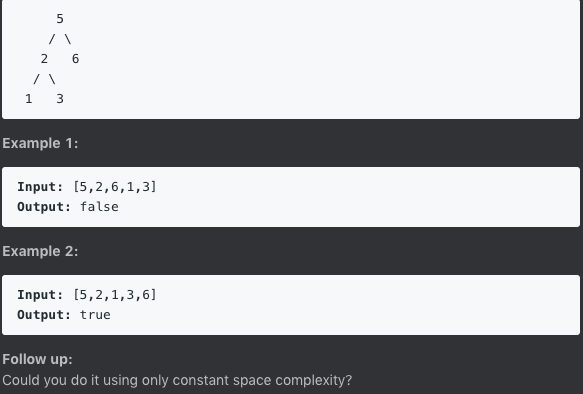 5
/ \
2 6
/ \
1 3
Example 1:
Input: [5,2,6,1,3]
Output: false
Example 2:
Input: [5,2,1,3,6]
Output: true
Follow up:
Could you do it using only constant space complexity?